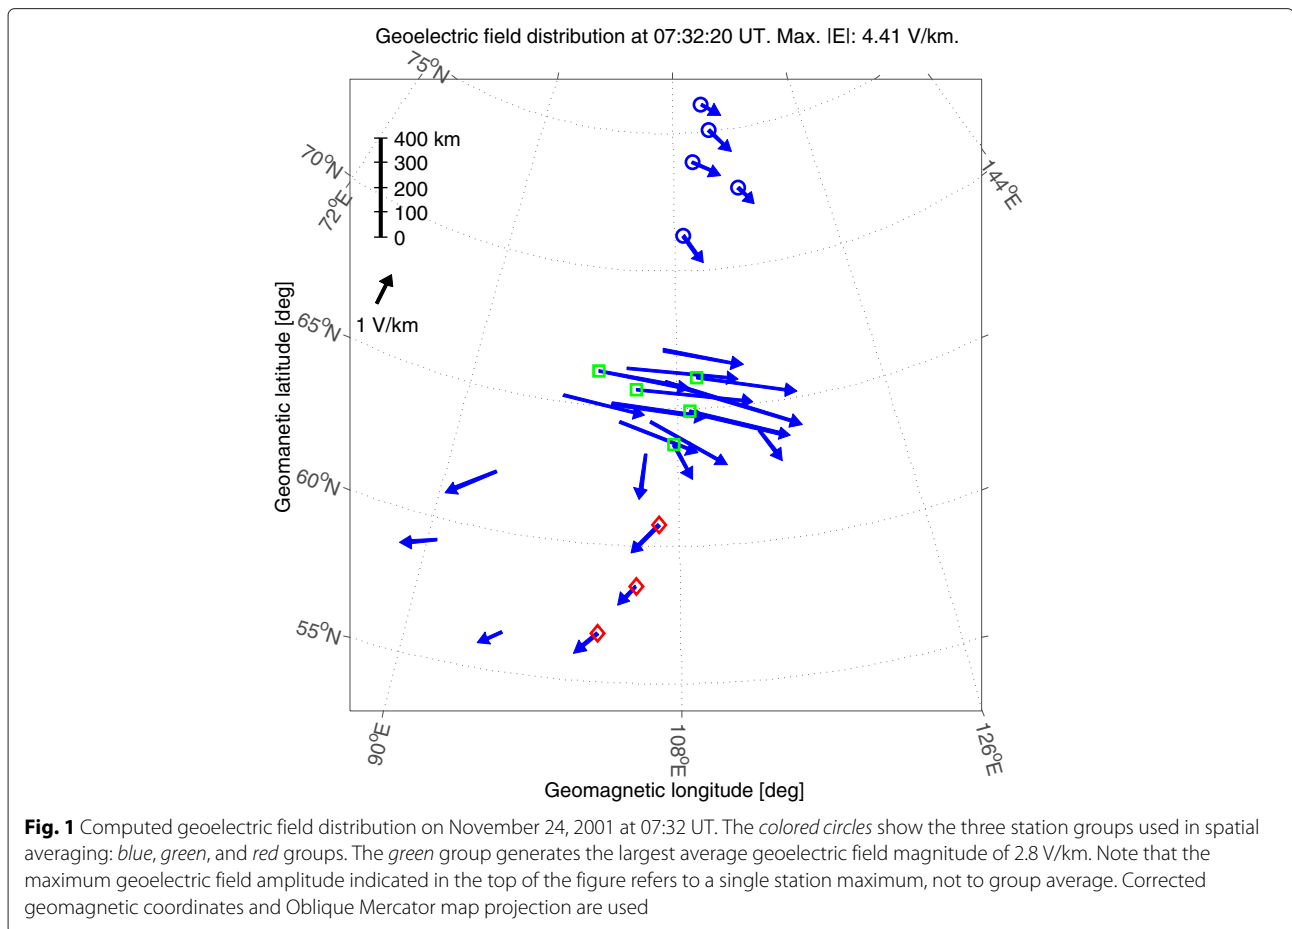 Geoelectric field distribution at 07:32:20 UT. Max. |E|: 4.41 V/km.
75°N
70°N
72°E
144°E
400 km
300
200
100
0
1 V/km
65°N
60°N
55°N
Geomanetic latitude [deg]
90°E
108°E
126°E
Geomagnetic longitude [deg]
Fig. 1 Computed geoelectric field distribution on November 24, 2001 at 07:32 UT. The colored circles show the three station groups used in spatial
averaging: blue, green, and red groups. The green group generates the largest average geoelectric field magnitude of 2.8 V/km. Note that the
maximum geoelectric field amplitude indicated in the top of the figure refers to a single station maximum, not to group average. Corrected
geomagnetic coordinates and Oblique Mercator map projection are used